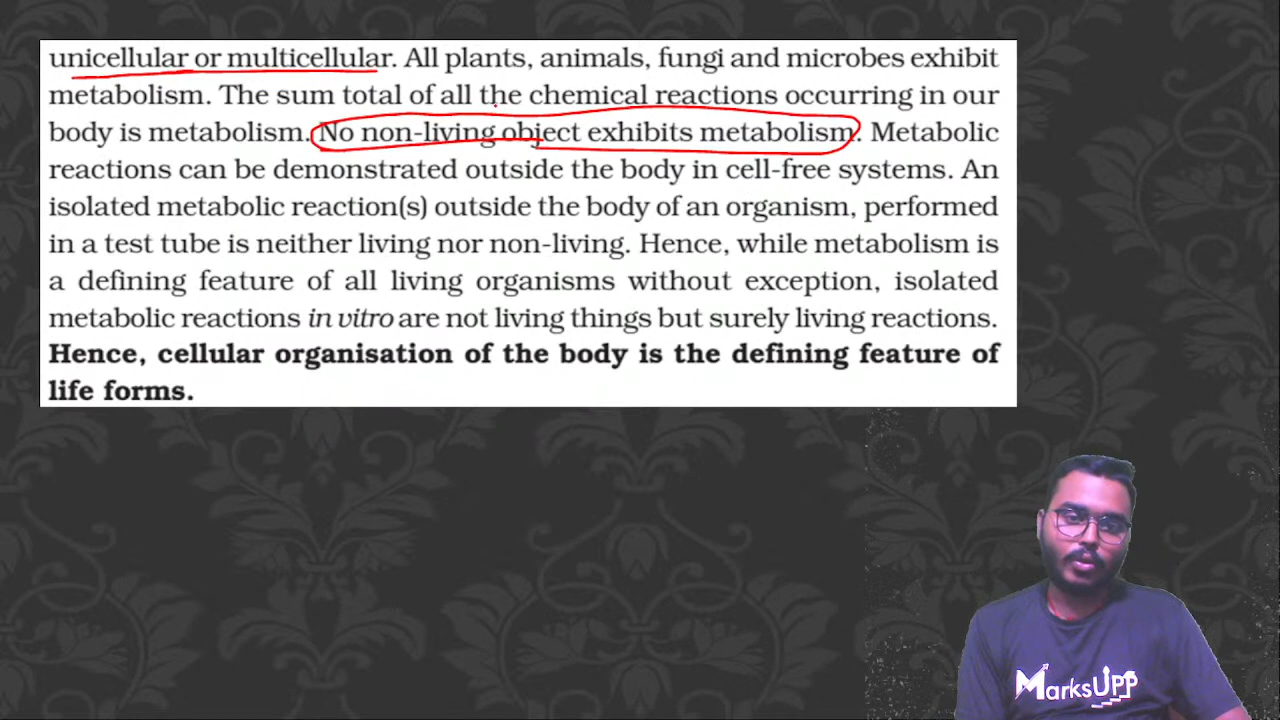 unicellular or multicellular. All plants, animals, fungi and microbes exhibit
metabolism. The sum total of all the chemical reactions occurring in our
body is metabolism. No non-living object exhibits metabolism. Metabolic
reactions can be demonstrated outside the body in cell-free systems. An
isolated metabolic reaction(s) outside the body of an organism, performed
in a test tube is neither living nor non-living. Hence, while metabolism is
a defining feature of all living organisms without exception, isolated
metabolic reactions in vitro are not living things but surely living reactions.
Hence, cellular organisation of the body is the defining feature of
life forms.
MarksUPP